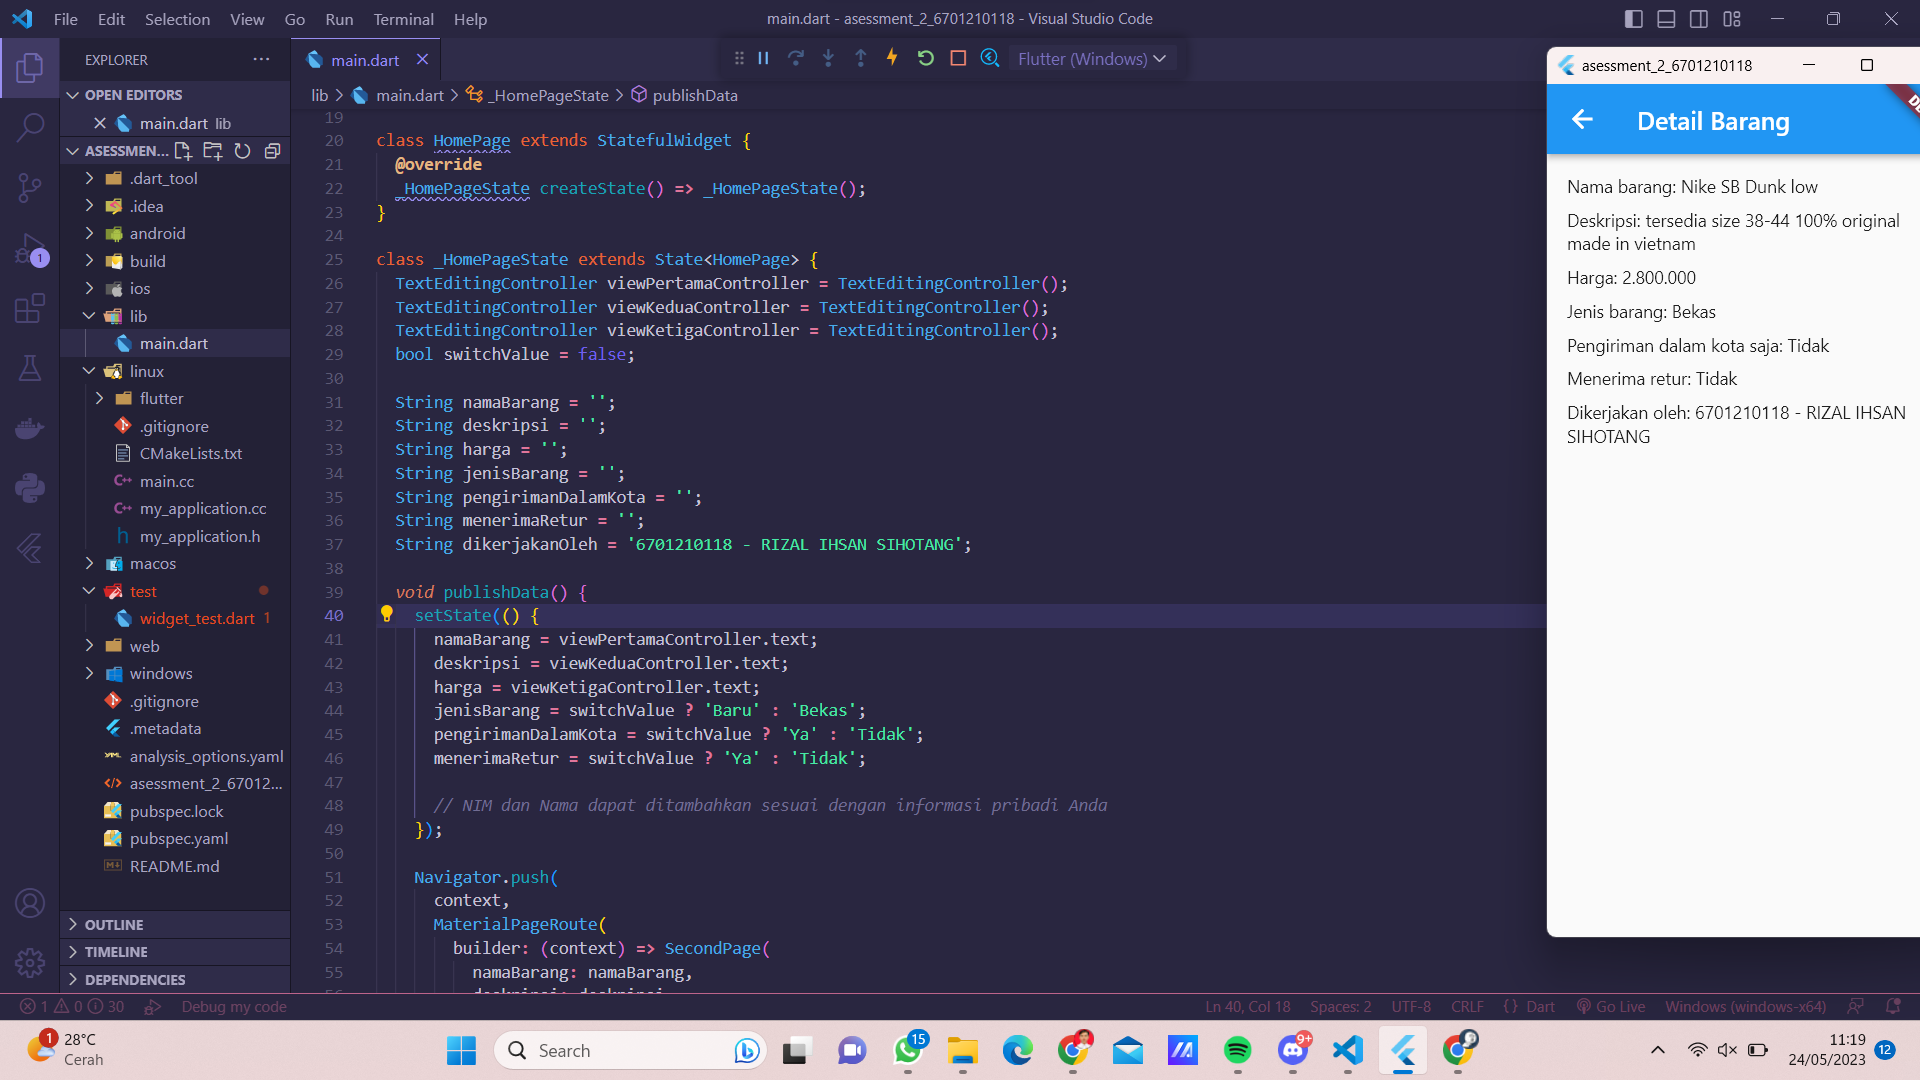 File Edit Selection View Go Run Terminal Help
main.dart - asessment_2_6701210118 - Visual Studio Code
EXPLORER
OPEN EDITORS
main.dart lib
ASESSMEN...
.dart_tool
.idea
android
build
ios
lib
main.dart
linux
flutter
.gitignore
CMakeLists.txt
main.cc
my_application.cc
my_application.h
macos
test
widget_test.dart 1
web
windows
.gitignore
.metadata
analysis_options.yaml
asessment_2_67012...
pubspec.lock
pubspec.yaml
README.md
OUTLINE
TIMELINE
DEPENDENCIES
1
main.dart
Flutter (Windows)
lib > main.dart > _HomePageState > publishData
19
20 class HomePage extends StatefulWidget {
21 @override
22 _HomePageState createState() => _HomePageState();
23 }
24
25 class _HomePageState extends State<HomePage> {
26 TextEditingController viewPertamaController = TextEditingController();
27 TextEditingController viewKeduaController = TextEditingController();
28 TextEditingController viewKetigaController = TextEditingController();
29 bool switchValue = false;
30
31 String namaBarang = '';
32 String deskripsi = '';
33 String harga = '';
34 String jenisBarang = '';
35 String pengirimanDalamKota = '';
36 String menerimaRetur = '';
37 String dikerjakanOleh = '6701210118 - RIZAL IHSAN SIHOTANG';
38
39 void publishData() {
40 setState(() {
41 namaBarang = viewPertamaController.text;
42 deskripsi = viewKeduaController.text;
43 harga = viewKetigaController.text;
44 jenisBarang = switchValue ? 'Baru' : 'Bekas';
45 pengirimanDalamKota = switchValue ? 'Ya' : 'Tidak';
46 menerimaRetur = switchValue ? 'Ya' : 'Tidak';
47
48 // NIM dan Nama dapat ditambahkan sesuai dengan informasi pribadi Anda
49 });
50
51 Navigator.push(
52 context,
53 MaterialPageRoute(
54 builder: (context) => SecondPage(
55 namaBarang: namaBarang,
asessment_2_6701210118
Detail Barang
Nama barang: Nike SB Dunk low
Deskripsi: tersedia size 38-44 100% original
made in vietnam
Harga: 2.800.000
Jenis barang: Bekas
Pengiriman dalam kota saja: Tidak
Menerima retur: Tidak
Dikerjakan oleh: 6701210118 - RIZAL IHSAN
SIHOTANG
1 0 30 Debug my code
Ln 40, Col 18 Spaces: 2 UTF-8 CRLF {} Dart Go Live Windows (windows-x64)
1
28°C
Cerah
Search
15
9+
11:19
24/05/2023
12